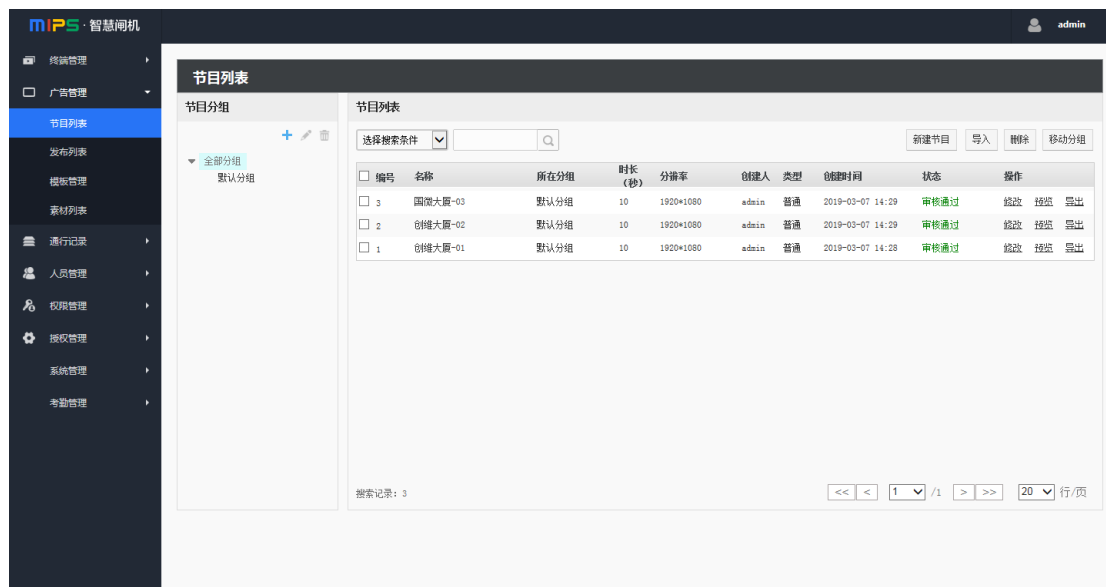 MIPS·智慧闸机
admin
终端管理
广告管理
节目列表
发布列表
模板管理
素材列表
通行记录
人员管理
权限管理
授权管理
系统管理
考勤管理
节目列表
节目分组
全部分组
默认分组
节目列表
选择搜索条件 新建节目 导入 删除 移动分组
编号 名称 所在分组 时长（秒） 分辨率 创建人 类型 创建时间 状态 操作
3 国微大厦-03 默认分组 10 1920*1080 admin 普通 2019-03-07 14:29 审核通过 修改 预览 导出
2 创维大厦-02 默认分组 10 1920*1080 admin 普通 2019-03-07 14:29 审核通过 修改 预览 导出
1 创维大厦-01 默认分组 10 1920*1080 admin 普通 2019-03-07 14:28 审核通过 修改 预览 导出
搜索记录：3 << < 1 /1 > >> 20 行/页